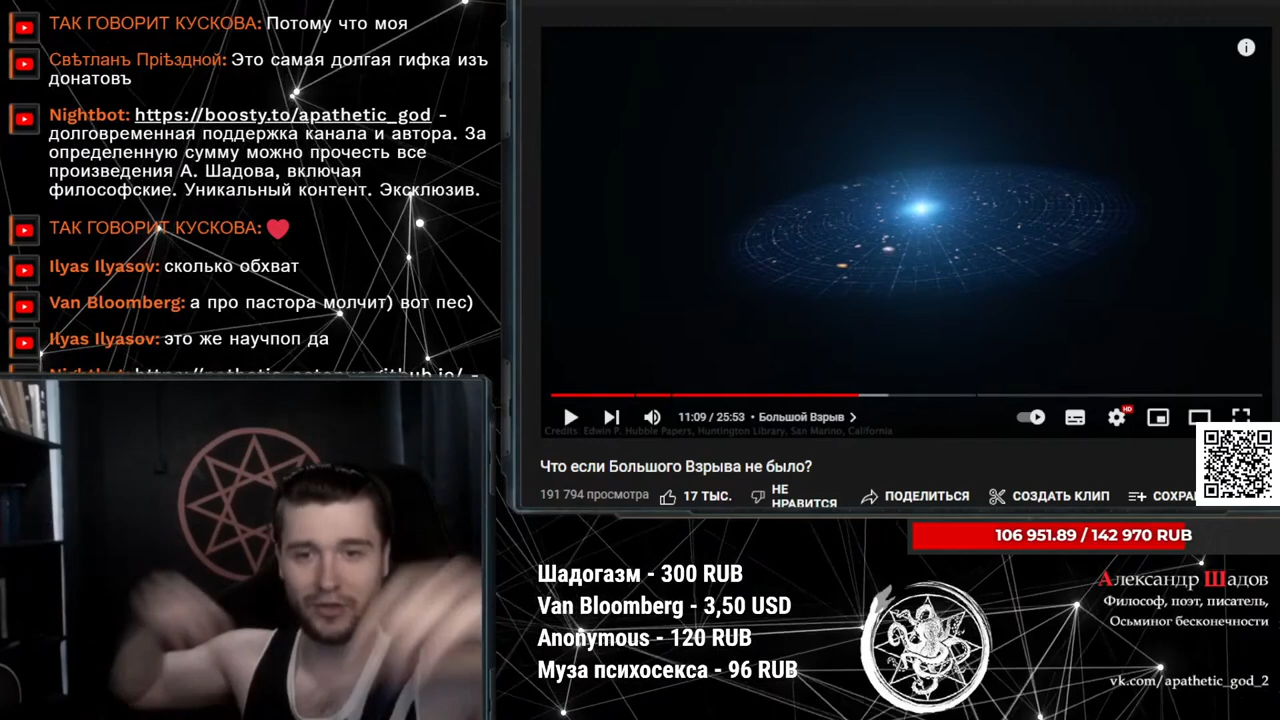 ТАК ГОВОРИТ КУСКОВА: Потому что моя
Свѣтланъ Пріѣздной: Это самая долгая гифка изъ
донатовъ
Nightbot: https://boosty.to/apathetic_god -
долговременная поддержка канала и автора. За
определенную сумму можно прочесть все
произведения А. Шадова, включая
философские. Уникальный контент. Эксклюзив.
ТАК ГОВОРИТ КУСКОВА: ❤
Ilyas Ilyasov: сколько обхват
Van Bloomberg: а про пастора молчит) вот пес)
Ilyas Ilyasov: это же научпоп да
11:09 / 25:53 • Большой Взрыв
HD
Credits: Edwin P. Hubble Papers, Huntington Library, San Marino, California
Что если Большого Взрыва не было?
191 794 просмотра
17 ТЫС.
НЕ
НРАВИТСЯ
ПОДЕЛИТЬСЯ
СОЗДАТЬ КЛИП
106 951.89 / 142 970 RUB
Шадогазм - 300 RUB
Van Bloomberg - 3,50 USD
Anonymous - 120 RUB
Муза психосекса - 96 RUB
Александр Шадов
Философ, поэт, писатель,
Осьминог бесконечности
vk.com/apathetic_god_2